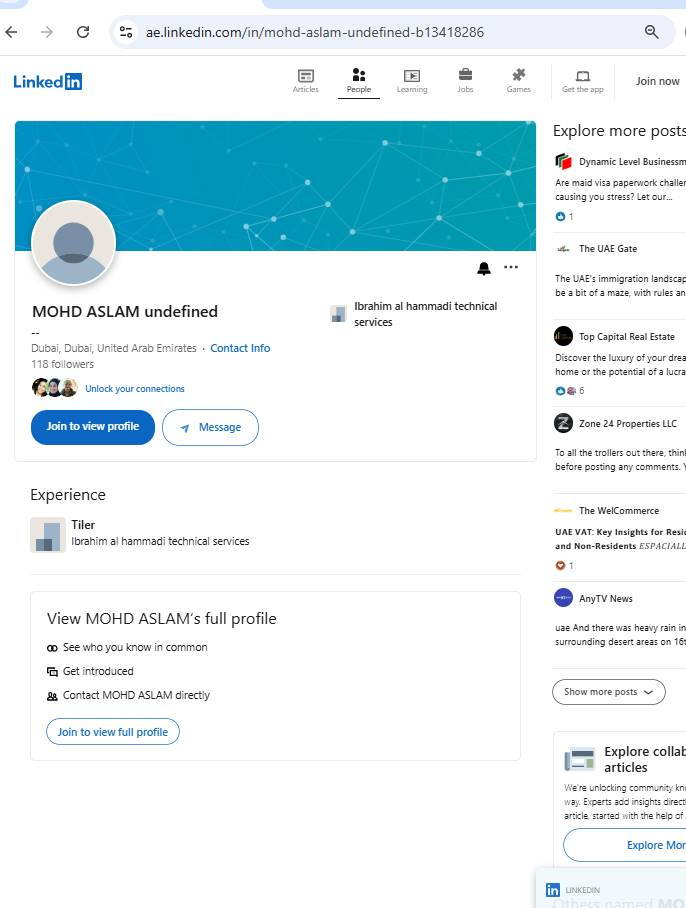 ae.linkedin.com/in/mohd-aslam-undefined-b13418286
Linked in
Articles
People
Learning
Jobs
Games
Get the app
Join now
MOHD ASLAM undefined
--
Dubai, Dubai, United Arab Emirates · Contact Info
118 followers
Unlock your connections
Join to view profile
Message
Ibrahim al hammadi technical
services
Experience
Tiler
Ibrahim al hammadi technical services
View MOHD ASLAM‘s full profile
See who you know in common
Get introduced
Contact MOHD ASLAM directly
Join to view full profile
Explore more posts
Dynamic Level Businessm
Are maid visa paperwork challer
causing you stress? Let our...
1
The UAE Gate
The UAE's immigration landscap
be a bit of a maze, with rules an
Top Capital Real Estate
Discover the luxury of your drea
home or the potential of a lucra
6
Zone 24 Properties LLC
To all the trollers out there, thinl
before posting any comments. Y
The WelCommerce
UAE VAT: Key Insights for Resid
and Non-Residents ESPACIALL
1
AnyTV News
uae And there was heavy rain in
surrounding desert areas on 16t
Show more posts
Explore collab
articles
We're unlocking community kno
way. Experts add insights directl
article, started with the help of
Explore Mor
in LINKEDIN
Others named MO